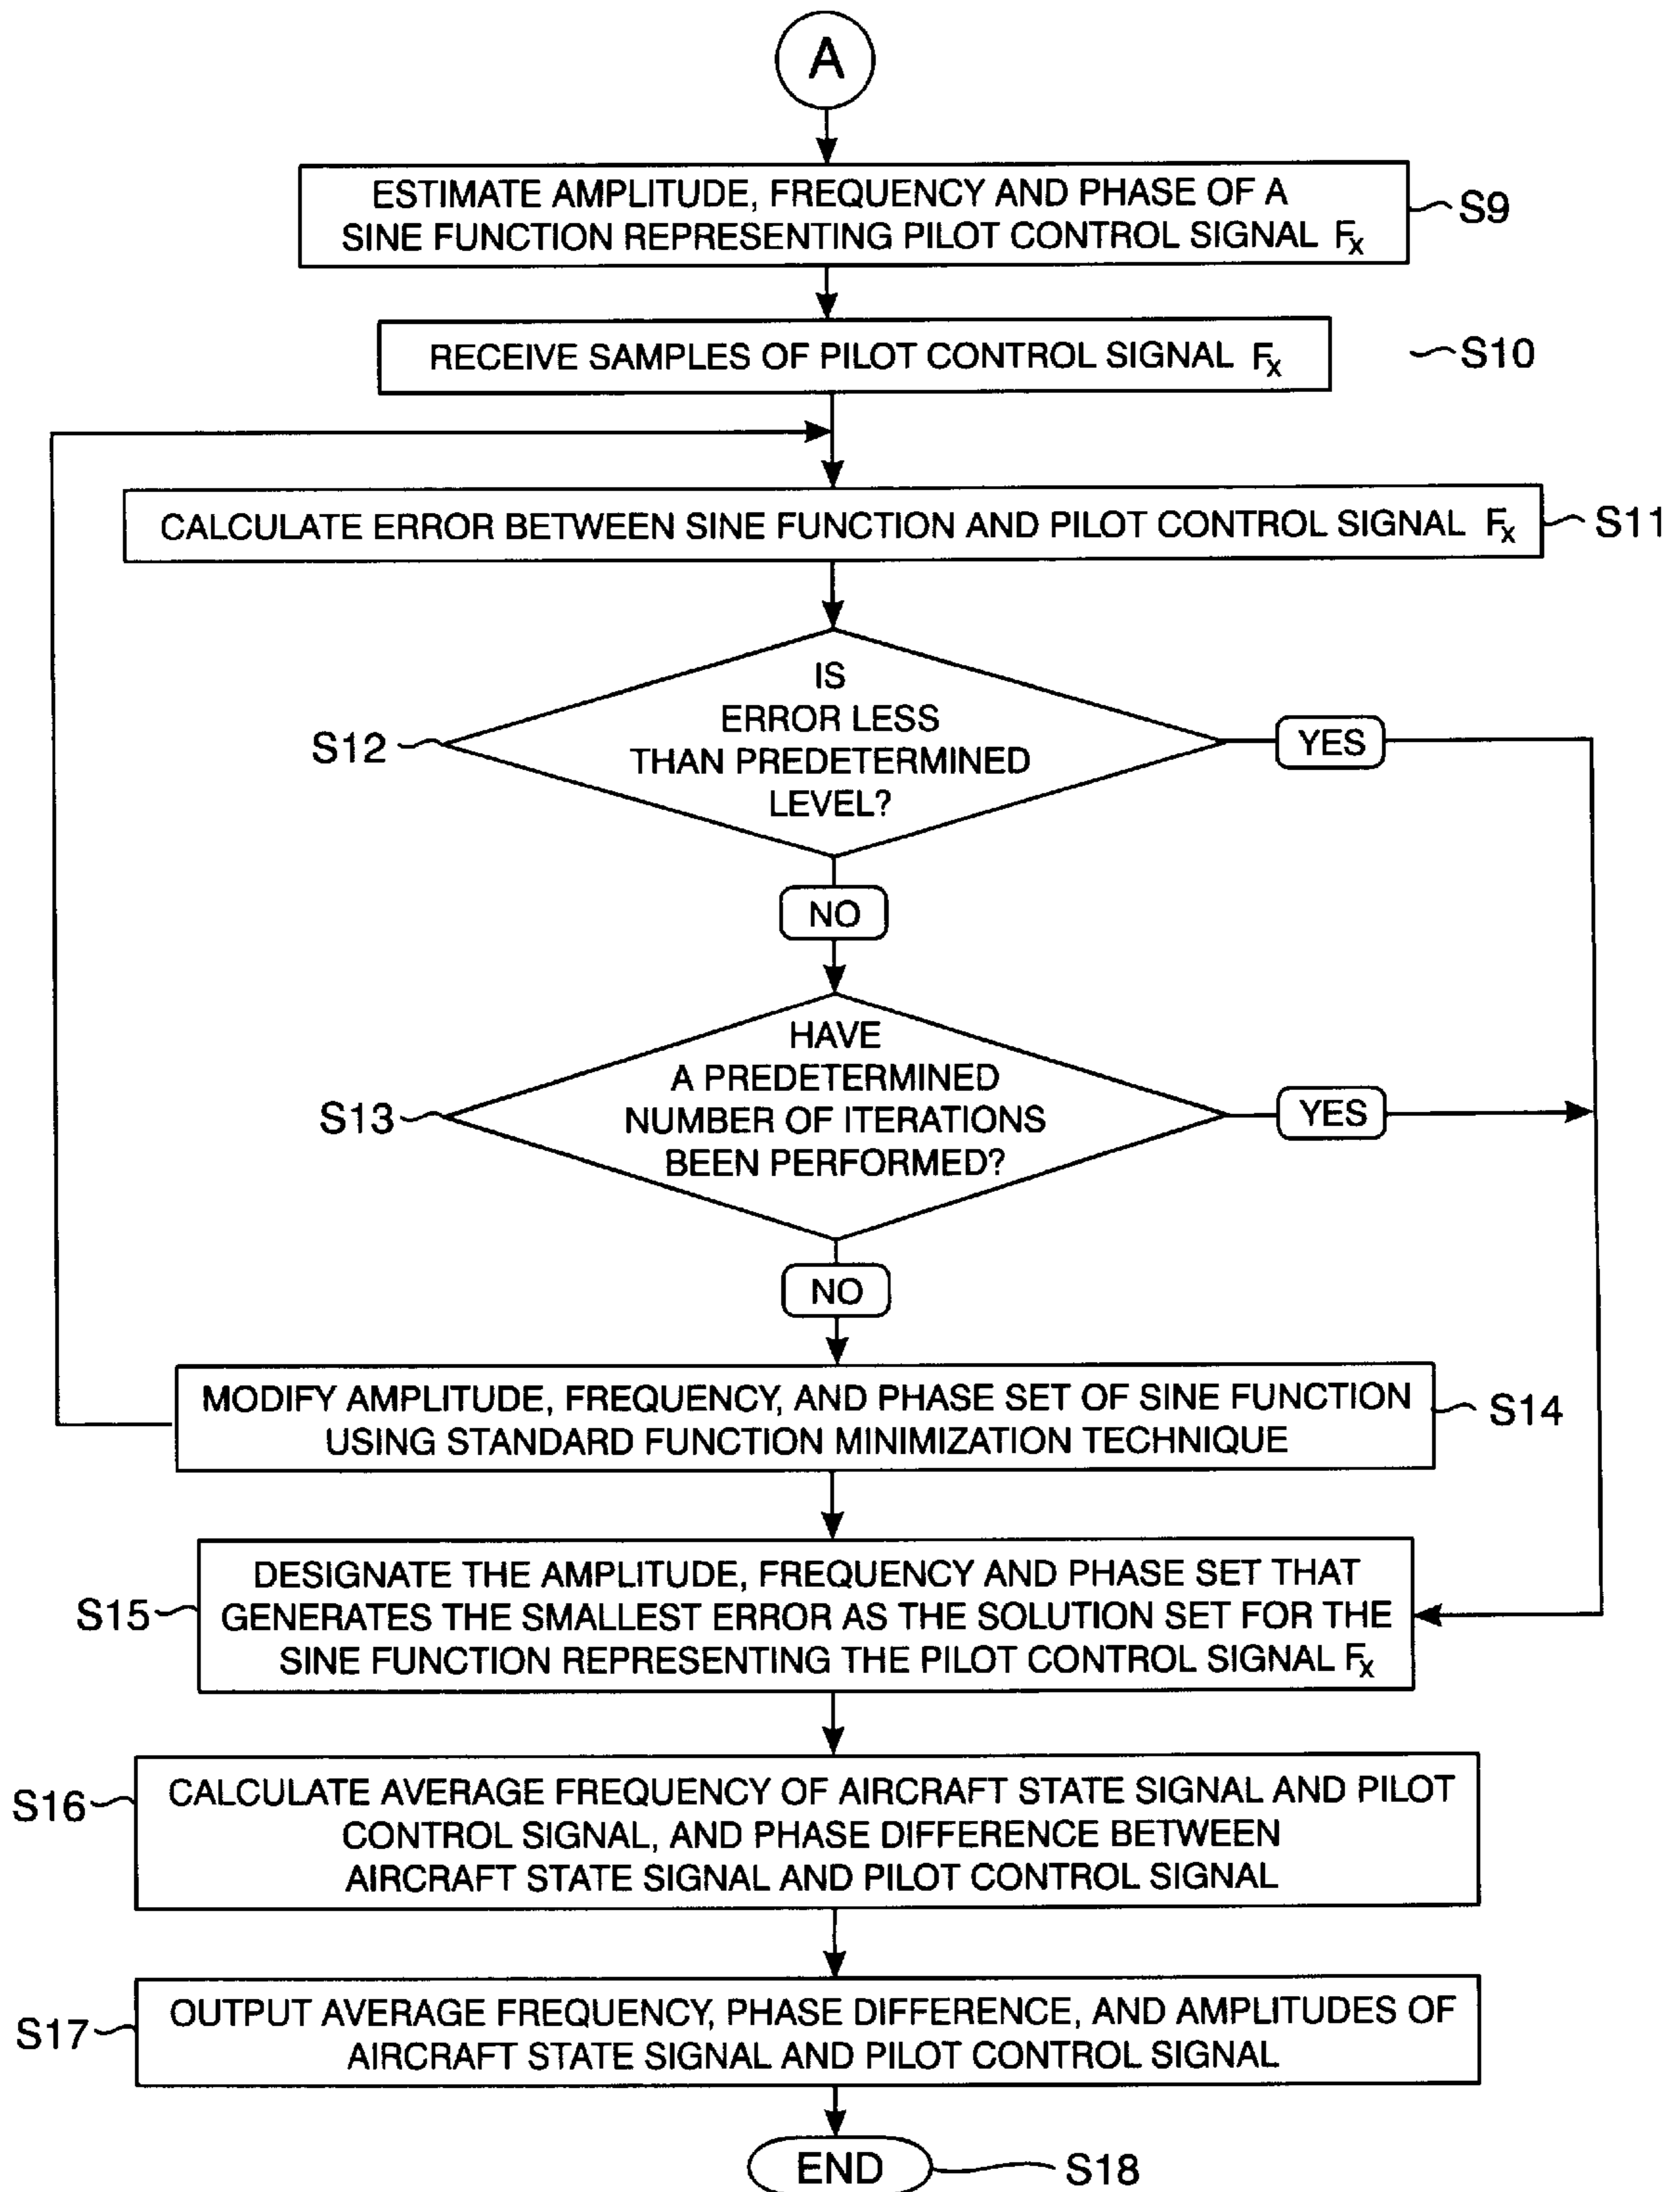 A
ESTIMATE AMPLITUDE, FREQUENCY AND PHASE OF A
SINE FUNCTION REPRESENTING PILOT CONTROL SIGNAL Fx
S9
RECEIVE SAMPLES OF PILOT CONTROL SIGNAL Fx
S10
CALCULATE ERROR BETWEEN SINE FUNCTION AND PILOT CONTROL SIGNAL Fx
S11
IS
ERROR LESS
THAN PREDETERMINED
LEVEL?
S12
YES
NO
HAVE
A PREDETERMINED
NUMBER OF ITERATIONS
BEEN PERFORMED?
S13
YES
NO
MODIFY AMPLITUDE, FREQUENCY, AND PHASE SET OF SINE FUNCTION
USING STANDARD FUNCTION MINIMIZATION TECHNIQUE
S14
DESIGNATE THE AMPLITUDE, FREQUENCY AND PHASE SET THAT
GENERATES THE SMALLEST ERROR AS THE SOLUTION SET FOR THE
SINE FUNCTION REPRESENTING THE PILOT CONTROL SIGNAL Fx
S15
CALCULATE AVERAGE FREQUENCY OF AIRCRAFT STATE SIGNAL AND PILOT
CONTROL SIGNAL, AND PHASE DIFFERENCE BETWEEN
AIRCRAFT STATE SIGNAL AND PILOT CONTROL SIGNAL
S16
OUTPUT AVERAGE FREQUENCY, PHASE DIFFERENCE, AND AMPLITUDES OF
AIRCRAFT STATE SIGNAL AND PILOT CONTROL SIGNAL
S17
END
S18